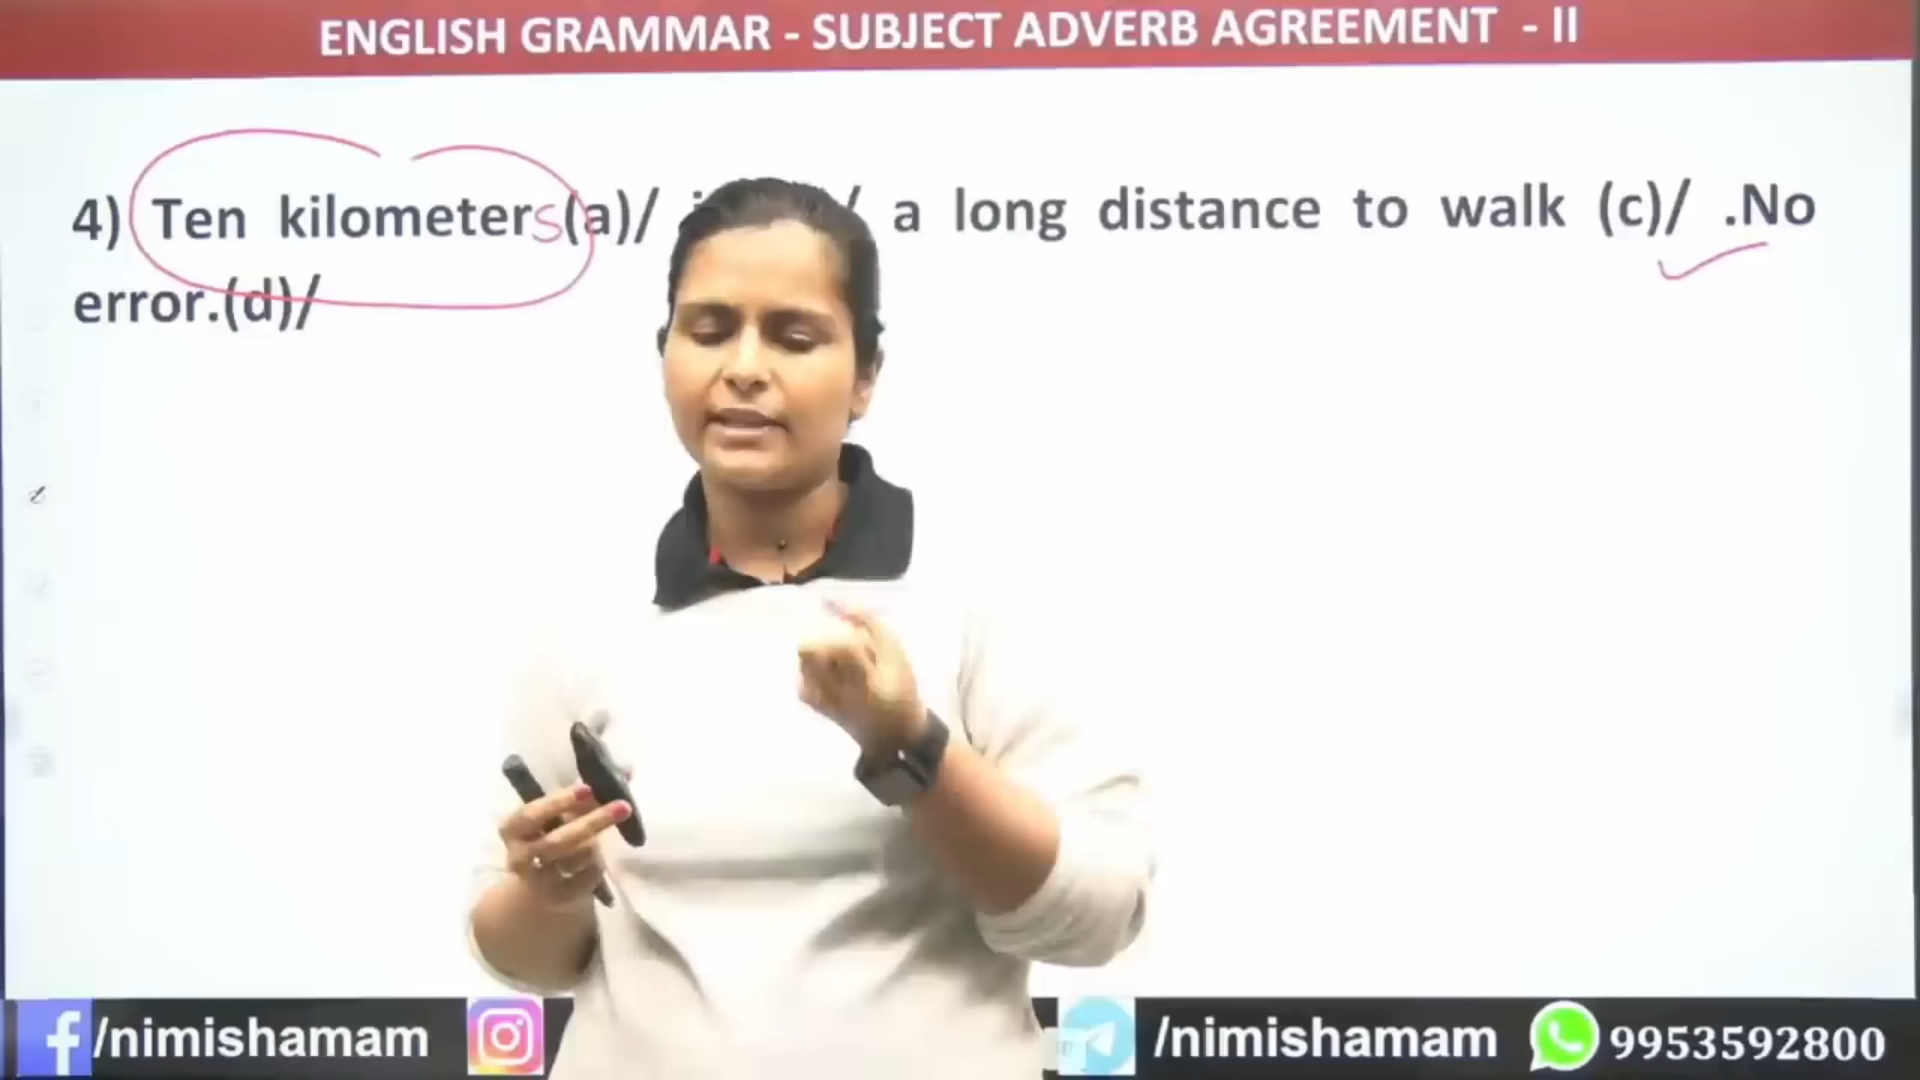 ENGLISH GRAMMAR - SUBJECT ADVERB AGREEMENT - II
4) Ten kilometers(a)/ / a long distance to walk (c)/ .No
error.(d)/
/nimishamam /nimishamam 9953592800